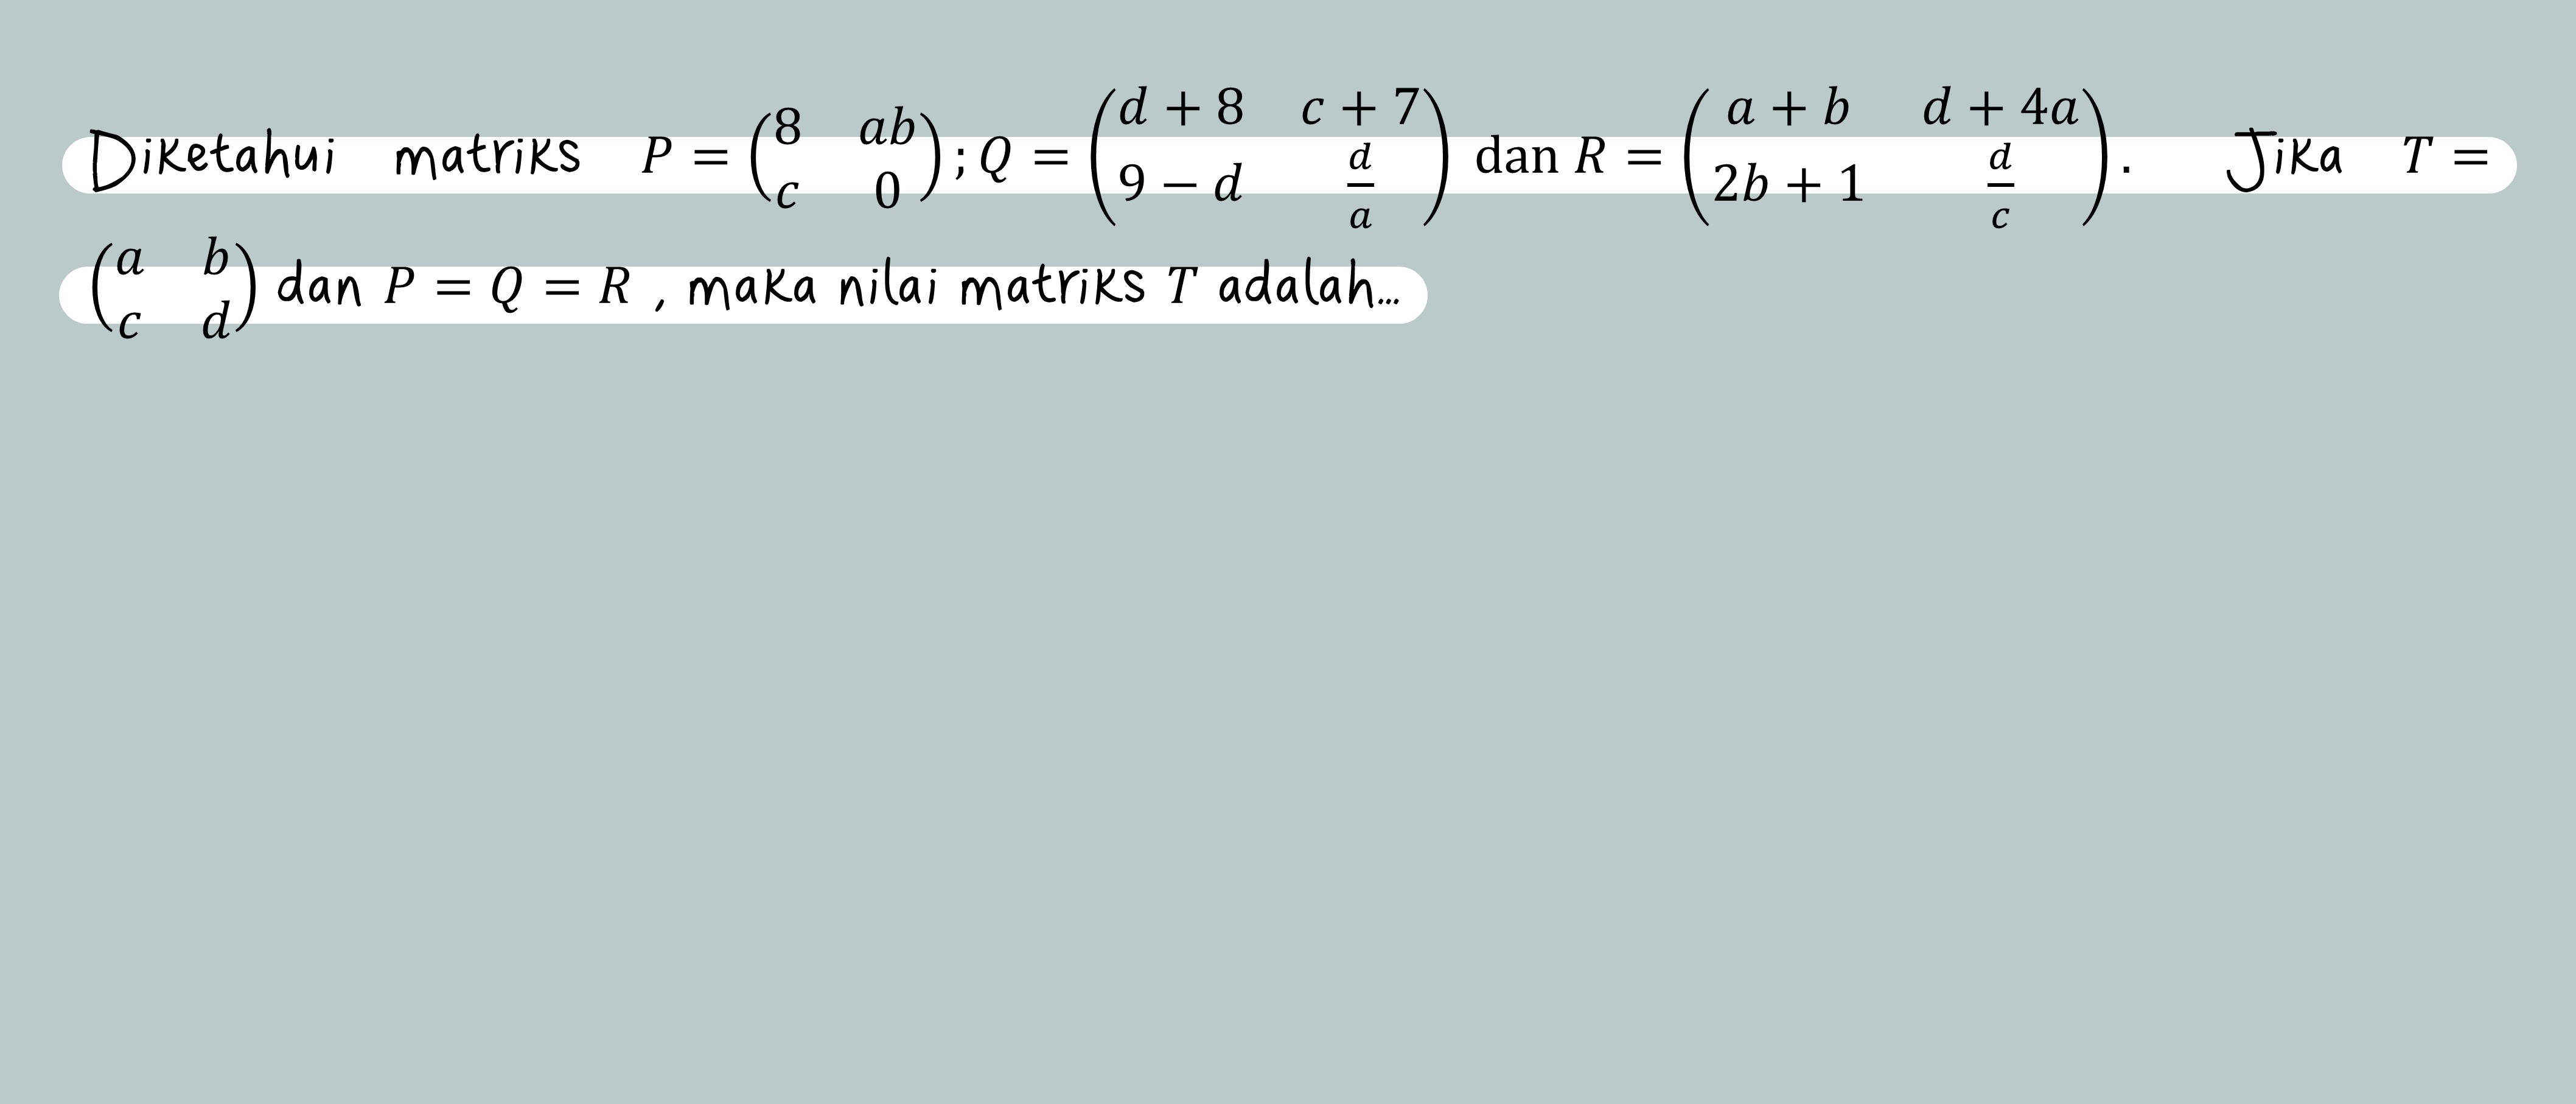 Diketahui matriks $P = \begin{pmatrix} 8 & ab \\ c & 0 \end{pmatrix}; Q = \begin{pmatrix} d+8 & c+7 \\ 9-d & \frac{d}{a} \end{pmatrix}$ dan $R = \begin{pmatrix} a+b & d+4a \\ 2b+1 & \frac{d}{c} \end{pmatrix}$. Jika $T =$
$\begin{pmatrix} a & b \\ c & d \end{pmatrix}$ dan $P = Q = R$ , maka nilai matriks $T$ adalah...